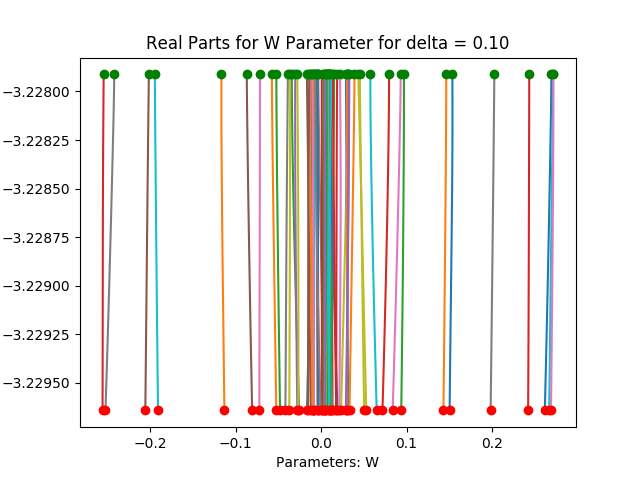 Real Parts for W Parameter for delta = 0.10
−3.22800
−3.22825
−3.22850
−3.22875
−3.22900
−3.22925
−3.22950
−0.2 −0.1 0.0 0.1 0.2
Parameters: W